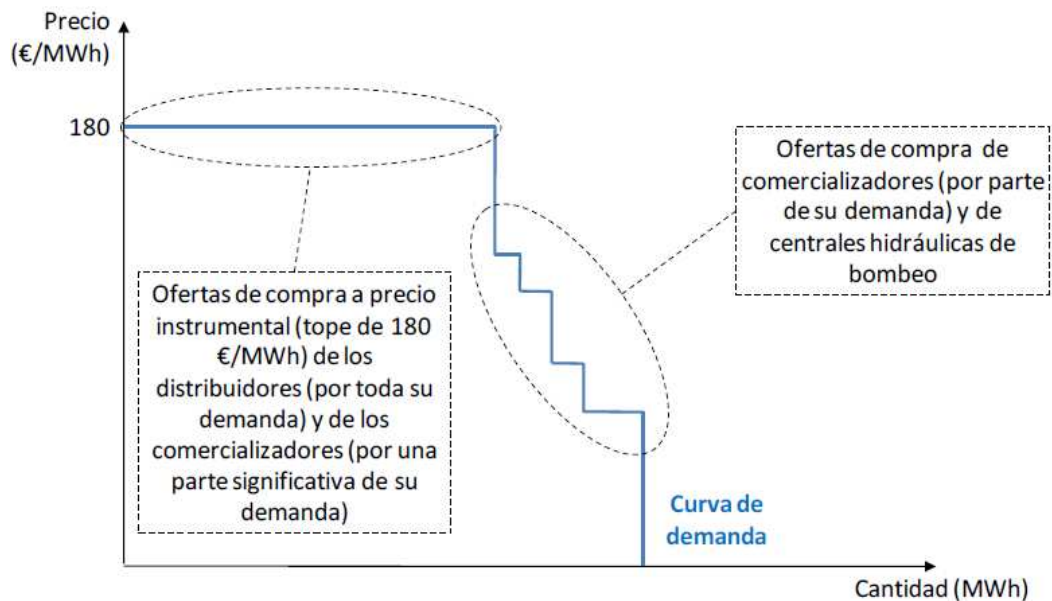 Precio
(€/MWh)
180
Ofertas de compra de
comercializadores (por parte
de su demanda) y de
centrales hidráulicas de
bombeo
Ofertas de compra a precio
instrumental (tope de 180
€/MWh) de los
distribuidores (por toda su
demanda) y de los
comercializadores (por una
parte significativa de su
demanda)
Curva de
demanda
Cantidad (MWh)